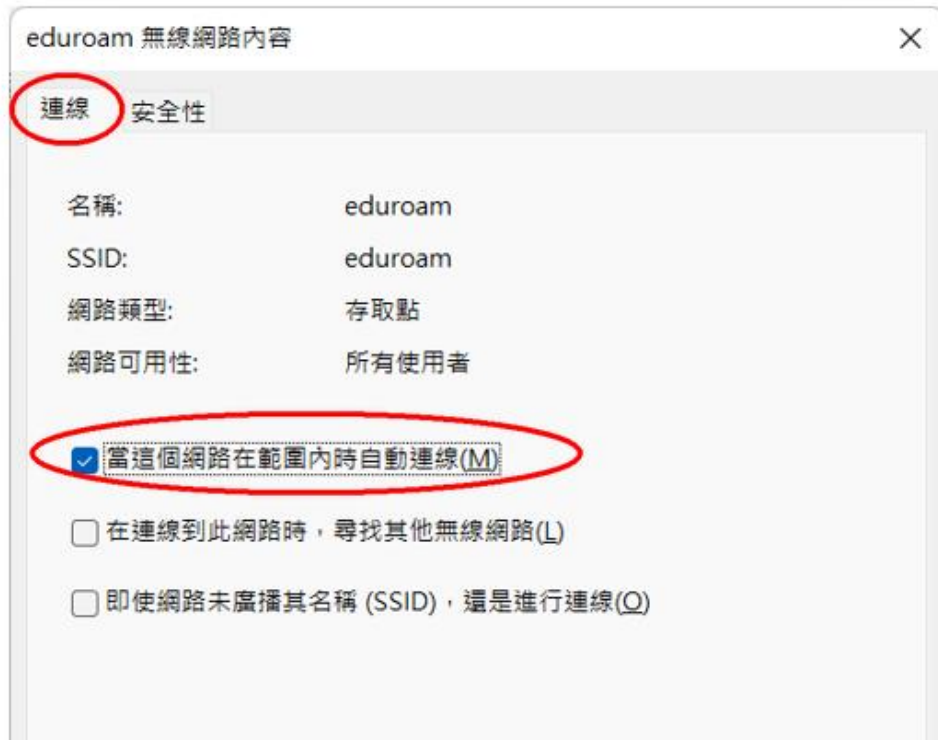 eduroam 無線網路內容
連線 安全性
名稱: eduroam
SSID: eduroam
網路類型: 存取點
網路可用性: 所有使用者
當這個網路在範圍內時自動連線(M)
在連線到此網路時，尋找其他無線網路(L)
即使網路未廣播其名稱 (SSID)，還是進行連線(O)